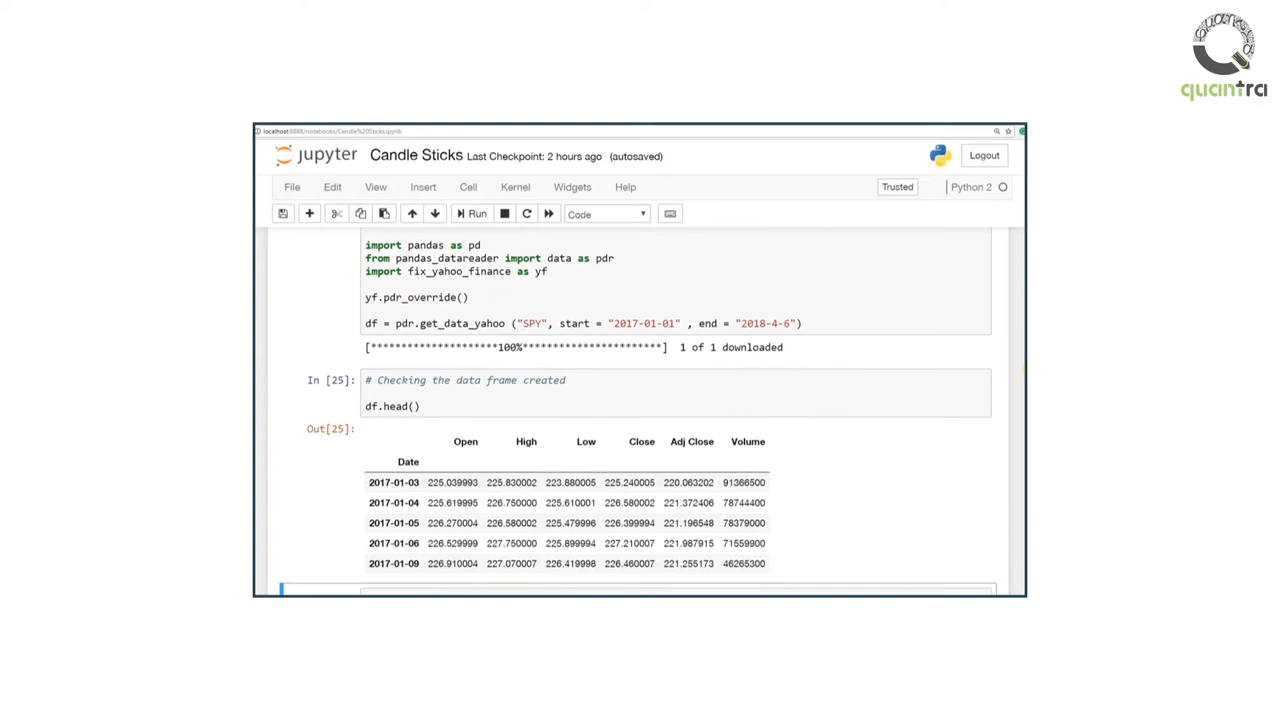 quantra
localhost:8888/notebooks/Candle%20Sticks.ipynb
jupyter Candle Sticks Last Checkpoint: 2 hours ago (autosaved) Logout
File Edit View Insert Cell Kernel Widgets Help Trusted Python 2
Run Code
import pandas as pd
from pandas_datareader import data as pdr
import fix_yahoo_finance as yf
yf.pdr_override()
df = pdr.get_data_yahoo ("SPY", start = "2017-01-01" , end = "2018-4-6")
[*********************100%***********************] 1 of 1 downloaded
In [25]: # Checking the data frame created
df.head()
Out[25]:
Open High Low Close Adj Close Volume
Date
2017-01-03 225.039993 225.830002 223.880005 225.240005 220.063202 91366500
2017-01-04 225.619995 226.750000 225.610001 226.580002 221.372406 78744400
2017-01-05 226.270004 226.580002 225.479996 226.399994 221.196548 78379000
2017-01-06 226.529999 227.750000 225.899994 227.210007 221.987915 71559900
2017-01-09 226.910004 227.070007 226.419998 226.460007 221.255173 46265300